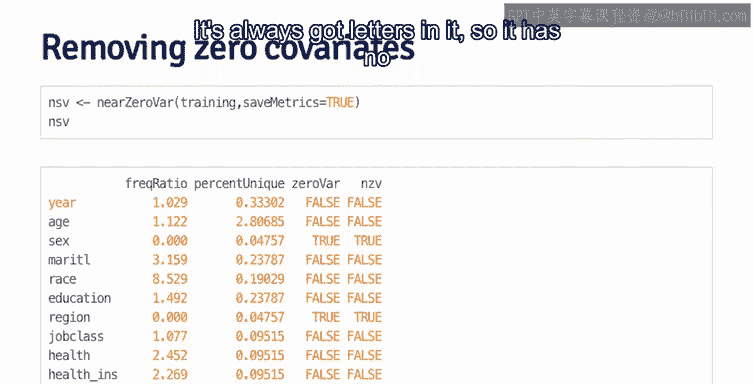 It's always got letters in it, so it has
no
Removing zero covariates
nsv <- nearZeroVar(training,saveMetrics=TRUE)
nsv
freqRatio percentUnique zeroVar nzv
year 1.029 0.33302 FALSE FALSE
age 1.122 2.80685 FALSE FALSE
sex 0.000 0.04757 TRUE TRUE
maritl 3.159 0.23787 FALSE FALSE
race 8.529 0.19029 FALSE FALSE
education 1.492 0.23787 FALSE FALSE
region 0.000 0.04757 TRUE TRUE
jobclass 1.077 0.09515 FALSE FALSE
health 2.452 0.09515 FALSE FALSE
health_ins 2.269 0.09515 FALSE FALSE